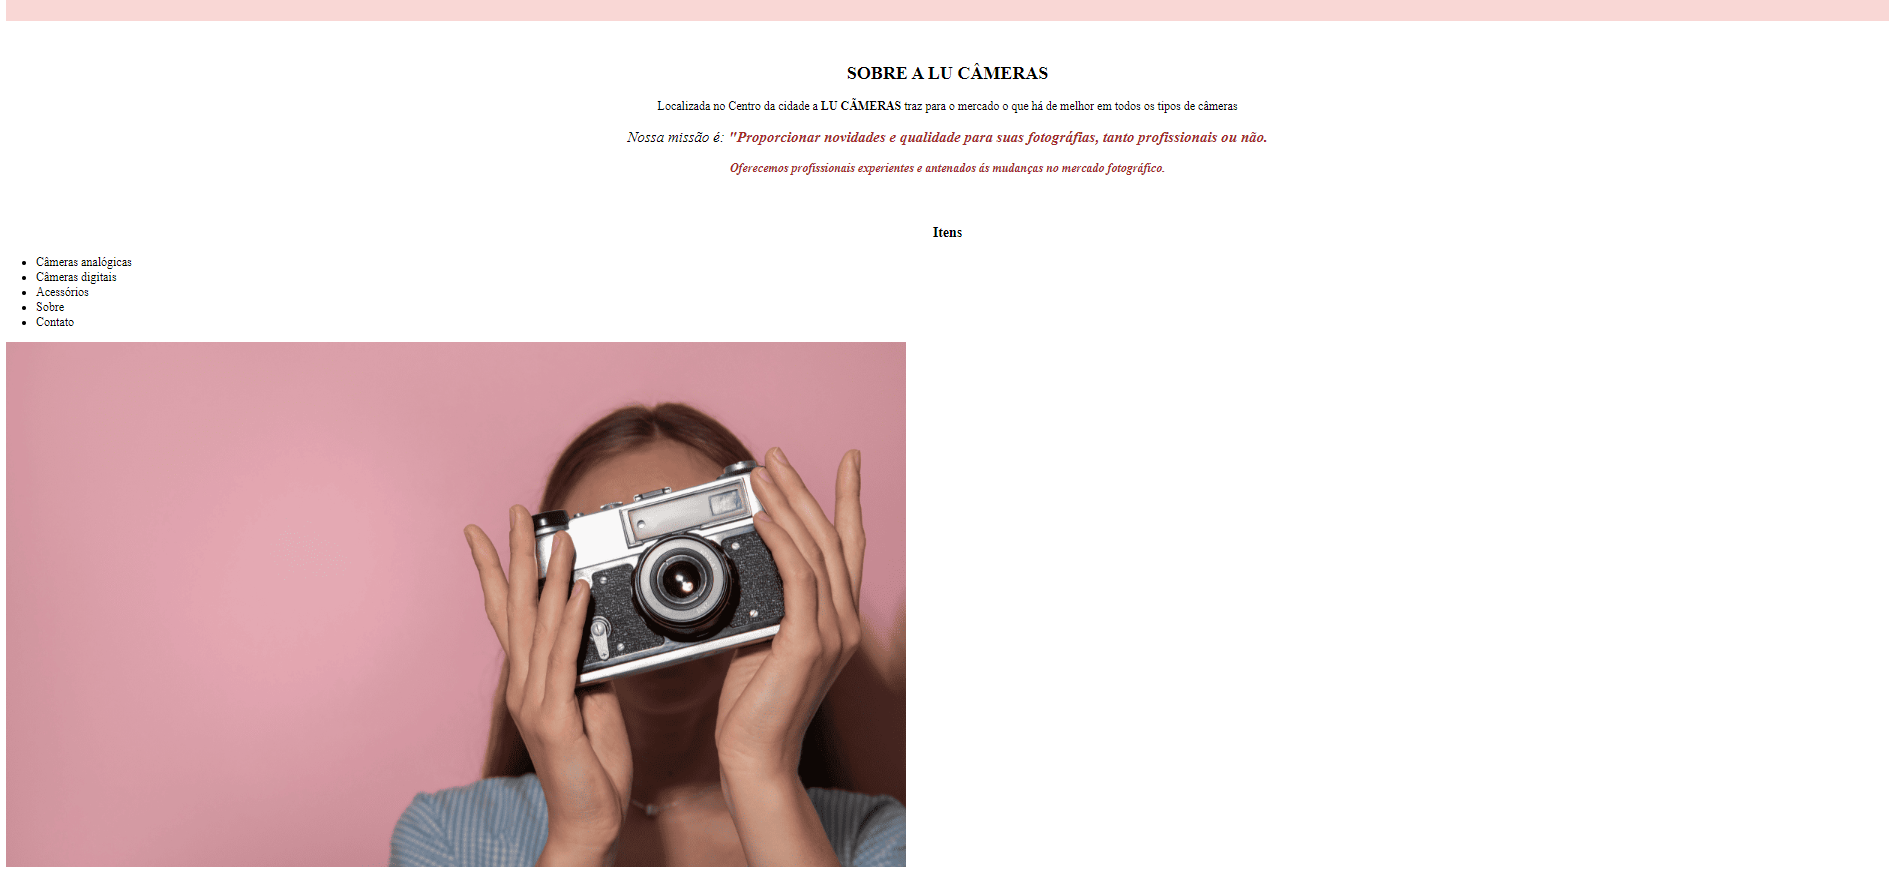 SOBRE A LU CÂMERAS
Localizada no Centro da cidade a LU CÂMERAS traz para o mercado o que há de melhor em todos os tipos de câmeras
Nossa missão é: "Proporcionar novidades e qualidade para suas fotográfias, tanto profissionais ou não.
Oferecemos profissionais experientes e antenados ás mudanças no mercado fotográfico.
Itens
Câmeras analógicas
Câmeras digitais
Acessórios
Sobre
Contato